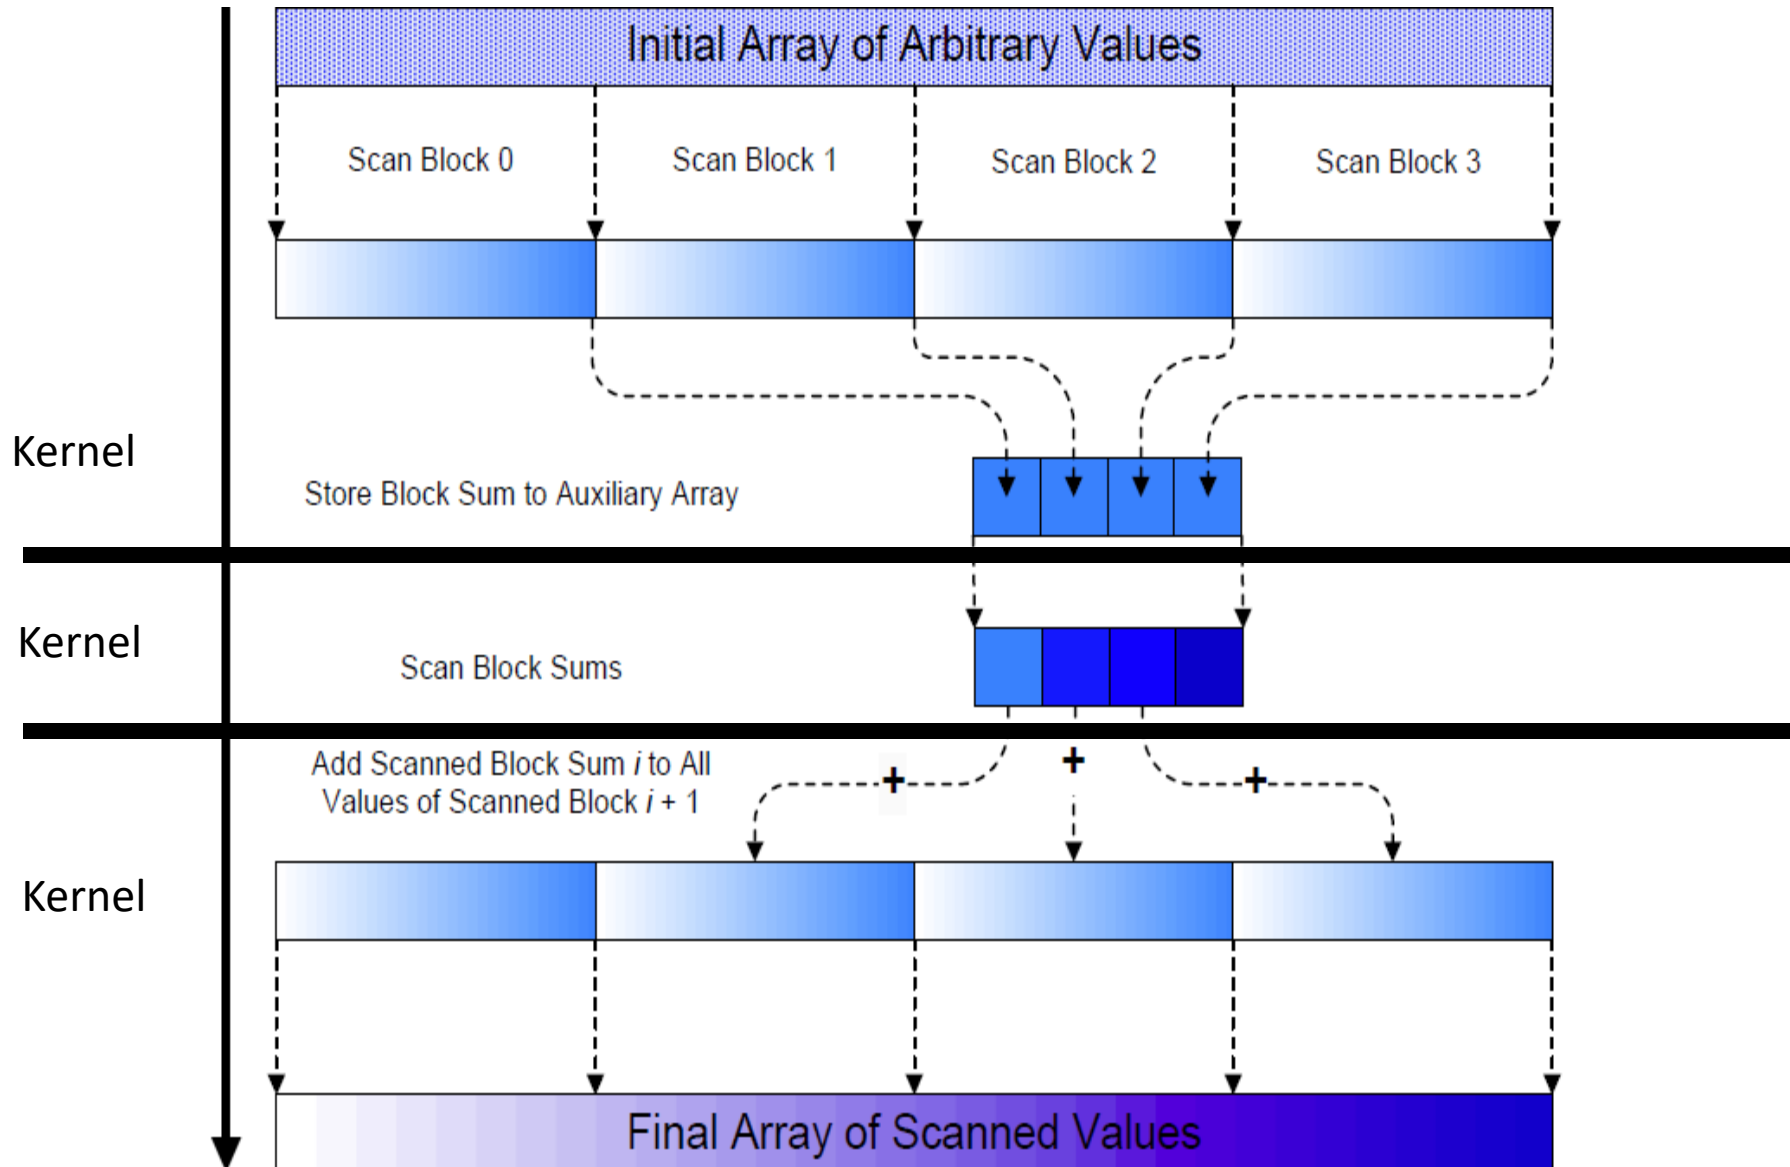 Initial Array of Arbitrary Values
Scan Block 0
Scan Block 1
Scan Block 2
Scan Block 3
Kernel
Store Block Sum to Auxiliary Array
Kernel
Scan Block Sums
Add Scanned Block Sum i to All
Values of Scanned Block i + 1
+
+
+
Kernel
Final Array of Scanned Values